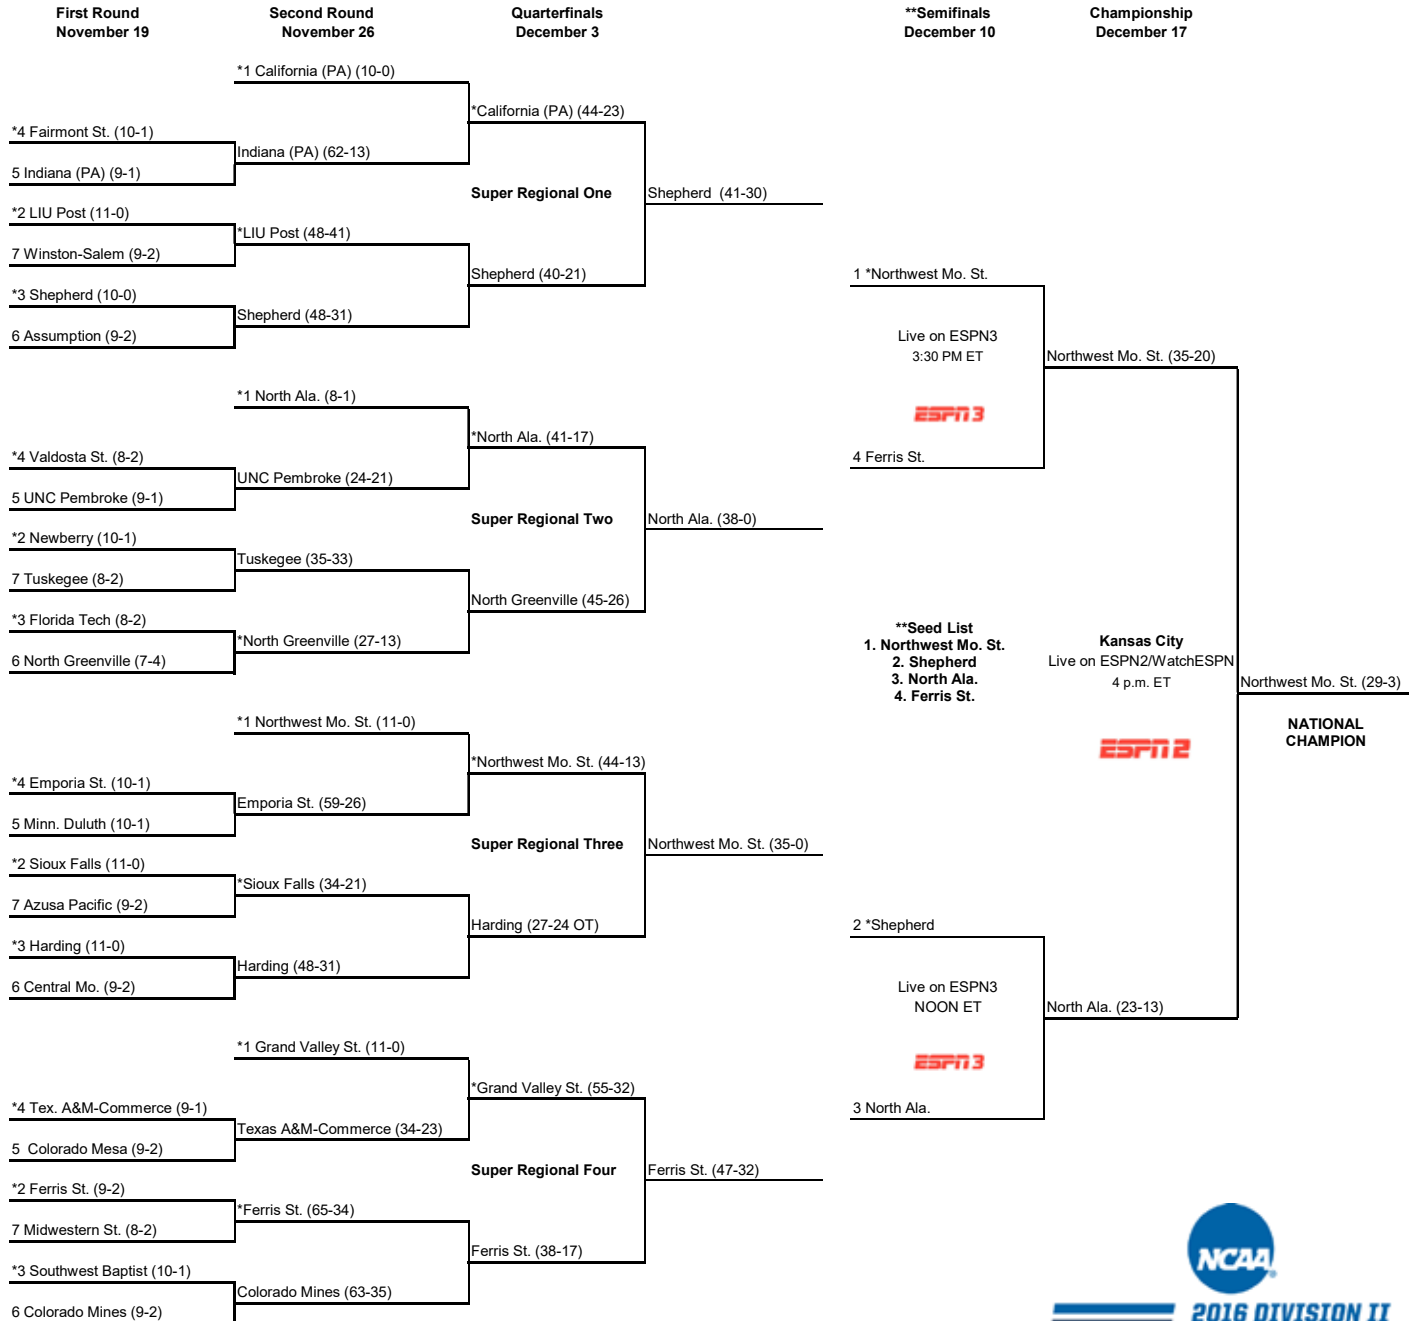 First Round
November 19
Second Round
November 26
Quarterfinals
December 3
**Semifinals
December 10
Championship
December 17
*1 California (PA) (10-0)
*California (PA) (44-23)
*4 Fairmont St. (10-1)
Indiana (PA) (62-13)
5 Indiana (PA) (9-1)
Super Regional One
Shepherd (41-30)
*2 LIU Post (11-0)
*LIU Post (48-41)
7 Winston-Salem (9-2)
Shepherd (40-21)
*3 Shepherd (10-0)
Shepherd (48-31)
6 Assumption (9-2)
1 *Northwest Mo. St.
Live on ESPN3
3:30 PM ET
Northwest Mo. St. (35-20)
ESPN 3
4 Ferris St.
*1 North Ala. (8-1)
*North Ala. (41-17)
*4 Valdosta St. (8-2)
UNC Pembroke (24-21)
5 UNC Pembroke (9-1)
Super Regional Two
North Ala. (38-0)
*2 Newberry (10-1)
Tuskegee (35-33)
7 Tuskegee (8-2)
North Greenville (45-26)
*3 Florida Tech (8-2)
*North Greenville (27-13)
6 North Greenville (7-4)
**Seed List
1. Northwest Mo. St.
2. Shepherd
3. North Ala.
4. Ferris St.
Kansas City
Live on ESPN2/WatchESPN
4 p.m. ET
Northwest Mo. St. (29-3)
NATIONAL
CHAMPION
ESPN 2
*1 Northwest Mo. St. (11-0)
*Northwest Mo. St. (44-13)
*4 Emporia St. (10-1)
Emporia St. (59-26)
5 Minn. Duluth (10-1)
Super Regional Three
Northwest Mo. St. (35-0)
*2 Sioux Falls (11-0)
*Sioux Falls (34-21)
7 Azusa Pacific (9-2)
Harding (27-24 OT)
*3 Harding (11-0)
Harding (48-31)
6 Central Mo. (9-2)
2 *Shepherd
Live on ESPN3
NOON ET
North Ala. (23-13)
ESPN 3
3 North Ala.
*1 Grand Valley St. (11-0)
*Grand Valley St. (55-32)
*4 Tex. A&M-Commerce (9-1)
Texas A&M-Commerce (34-23)
5 Colorado Mesa (9-2)
Super Regional Four
Ferris St. (47-32)
*2 Ferris St. (9-2)
*Ferris St. (65-34)
7 Midwestern St. (8-2)
Ferris St. (38-17)
*3 Southwest Baptist (10-1)
Colorado Mines (63-35)
6 Colorado Mines (9-2)
NCAA
2016 DIVISION II